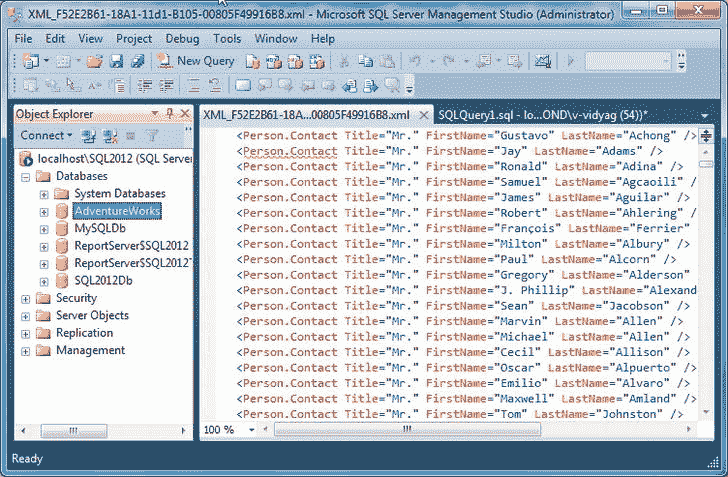 XML_F52E2B61-18A1-11d1-B105-00805F49916B8.xml - Microsoft SQL Server Management Studio (Administrator)
File Edit View Project Debug Tools Window Help
New Query
Object Explorer
XML_F52E2B61-18A...00805F49916B8.xml
SQLQuery1.sql - lo...OND\v-vidyag (54))*
Connect
localhost\SQL2012 (SQL Server
Databases
System Databases
AdventureWorks
MySQLDb
ReportServer$SQL2012
ReportServer$SQL2012T
SQL2012Db
Security
Server Objects
Replication
Management
<Person.Contact Title="Mr." FirstName="Gustavo" LastName="Achong" />
<Person.Contact Title="Mr." FirstName="Jay" LastName="Adams" />
<Person.Contact Title="Mr." FirstName="Ronald" LastName="Adina" />
<Person.Contact Title="Mr." FirstName="Samuel" LastName="Agcaoili" /
<Person.Contact Title="Mr." FirstName="James" LastName="Aguilar" />
<Person.Contact Title="Mr." FirstName="Robert" LastName="Ahlering" /
<Person.Contact Title="Mr." FirstName="François" LastName="Ferrier"
<Person.Contact Title="Mr." FirstName="Milton" LastName="Albury" />
<Person.Contact Title="Mr." FirstName="Paul" LastName="Alcorn" />
<Person.Contact Title="Mr." FirstName="Gregory" LastName="Alderson"
<Person.Contact Title="Mr." FirstName="J. Phillip" LastName="Alexand
<Person.Contact Title="Mr." FirstName="Sean" LastName="Jacobson" />
<Person.Contact Title="Mr." FirstName="Marvin" LastName="Allen" />
<Person.Contact Title="Mr." FirstName="Michael" LastName="Allen" />
<Person.Contact Title="Mr." FirstName="Cecil" LastName="Allison" />
<Person.Contact Title="Mr." FirstName="Oscar" LastName="Alpuerto" />
<Person.Contact Title="Mr." FirstName="Emilio" LastName="Alvaro" />
<Person.Contact Title="Mr." FirstName="Maxwell" LastName="Amland" />
<Person.Contact Title="Mr." FirstName="Tom" LastName="Johnston" />
100 %
Ready